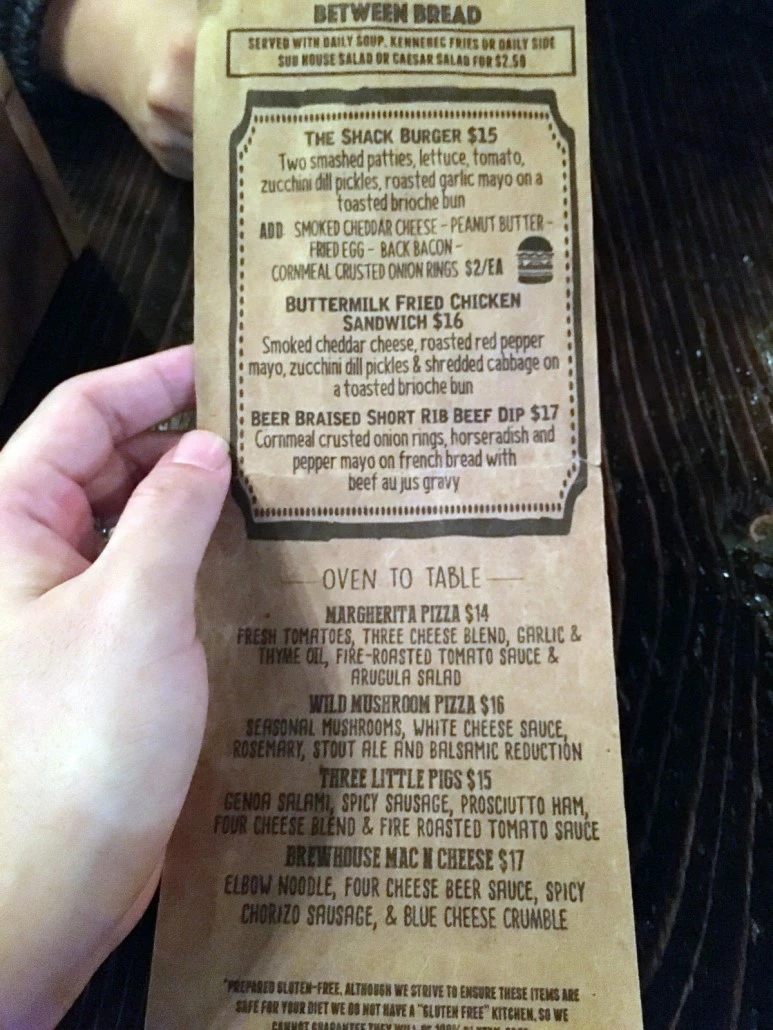 BETWEEN BREAD
SERVED WITH DAILY SOUP, KENNEBEC FRIES OR DAILY SIDE
SUB HOUSE SALAD OR CAESAR SALAD FOR $2.50
THE SHACK BURGER $15
Two smashed patties, lettuce, tomato,
zucchini dill pickles, roasted garlic mayo on a
toasted brioche bun
ADD SMOKED CHEDDAR CHEESE - PEANUT BUTTER -
FRIED EGG - BACK BACON -
CORNMEAL CRUSTED ONION RINGS $2/EA
BUTTERMILK FRIED CHICKEN
SANDWICH $16
Smoked cheddar cheese, roasted red pepper
mayo, zucchini dill pickles & shredded cabbage on
a toasted brioche bun
BEER BRAISED SHORT RIB BEEF DIP $17
Cornmeal crusted onion rings, horseradish and
pepper mayo on french bread with
beef au jus gravy
OVEN TO TABLE
MARGHERITA PIZZA $14
FRESH TOMATOES, THREE CHEESE BLEND, GARLIC &
THYME OIL, FIRE-ROASTED TOMATO SAUCE &
ARUGULA SALAD
WILD MUSHROOM PIZZA $16
SEASONAL MUSHROOMS, WHITE CHEESE SAUCE,
ROSEMARY, STOUT ALE AND BALSAMIC REDUCTION
THREE LITTLE PIGS $15
GENOA SALAMI, SPICY SAUSAGE, PROSCIUTTO HAM,
FOUR CHEESE BLEND & FIRE ROASTED TOMATO SAUCE
BREWHOUSE MAC N CHEESE $17
ELBOW NOODLE, FOUR CHEESE BEER SAUCE, SPICY
CHORIZO SAUSAGE, & BLUE CHEESE CRUMBLE
*PREPARED GLUTEN-FREE, ALTHOUGH WE STRIVE TO ENSURE THESE ITEMS ARE
SAFE FOR YOUR DIET WE DO NOT HAVE A "GLUTEN FREE" KITCHEN, SO WE
CANNOT GUARANTEE THEY WILL BE 100%